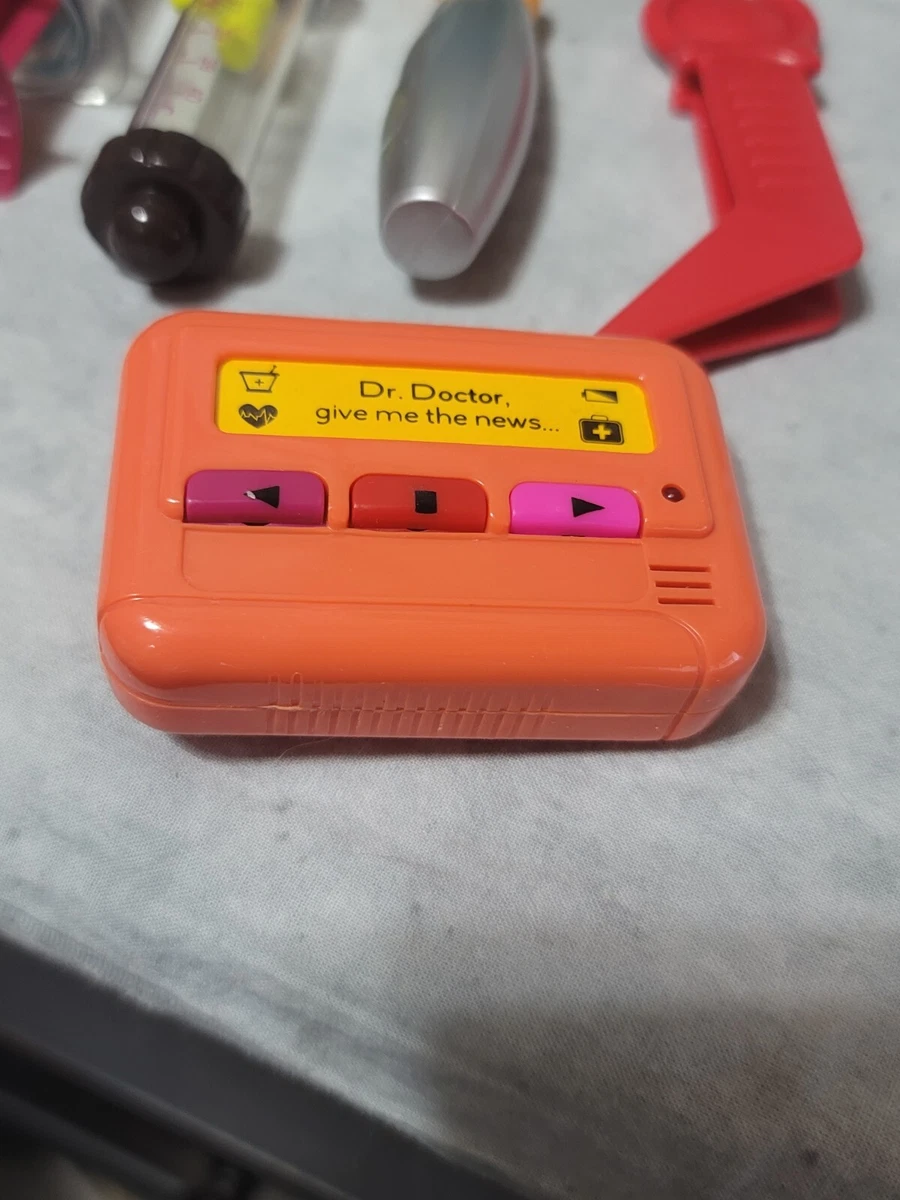 Dr. Doctor,
give me the news...